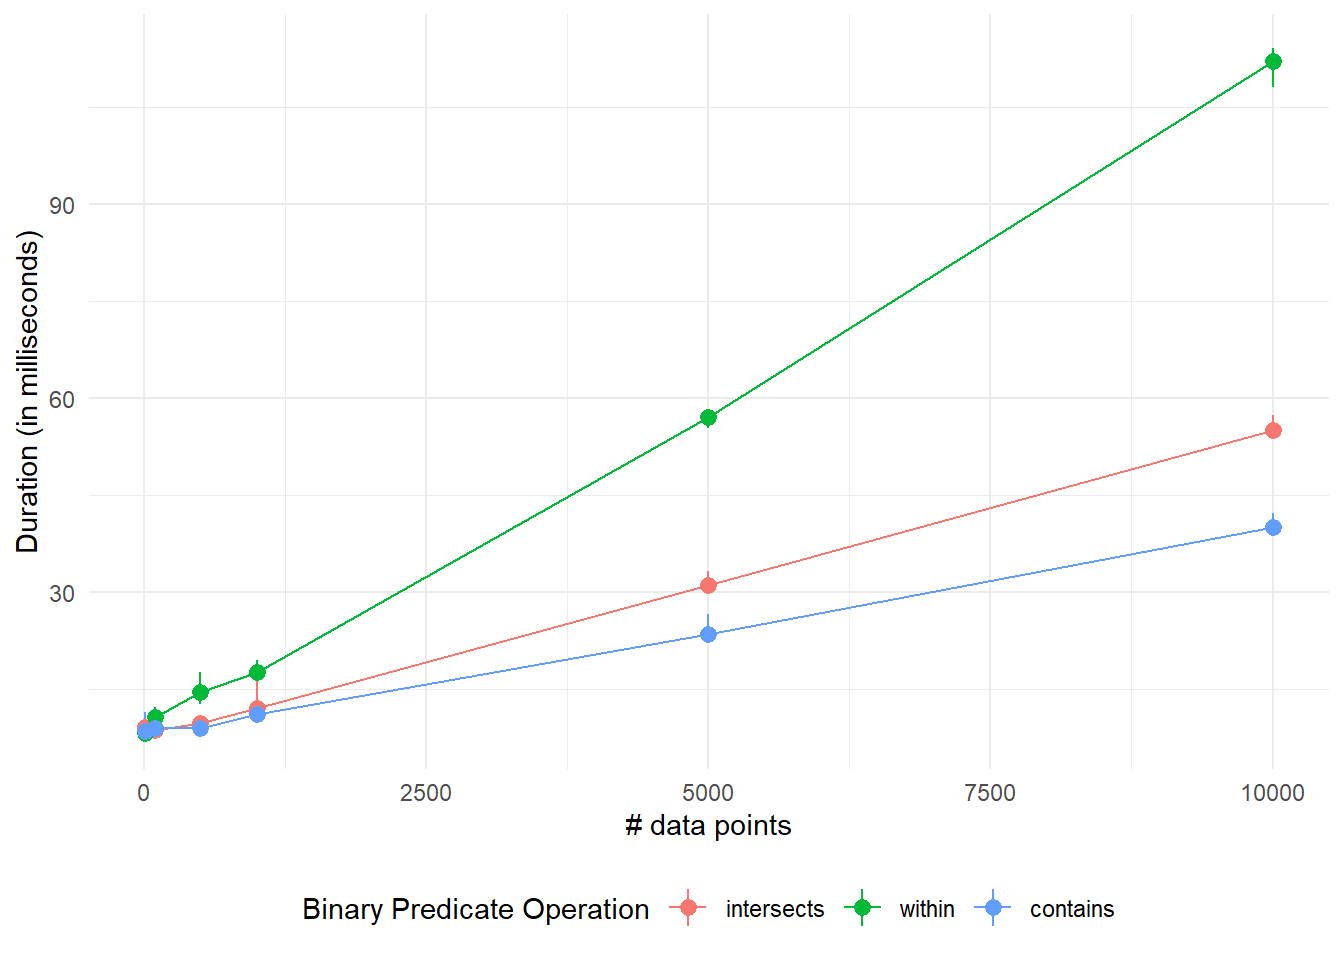 Duration (in milliseconds)
90
60
30
0 2500 5000 7500 10000
# data points
Binary Predicate Operation intersects within contains